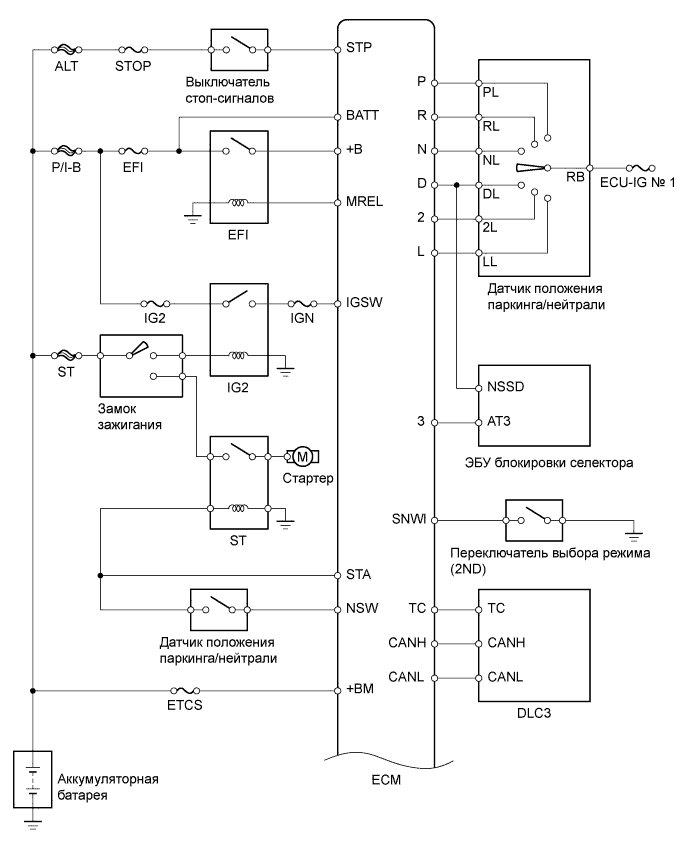 ALT
STOP
Выключатель
стоп-сигналов
STP
BATT
P/I-B
EFI
+B
MREL
EFI
IG2
IGN
IGSW
ST
IG2
Замок
зажигания
M
Стартер
ST
STA
NSW
Датчик положения
паркинга/нейтрали
ETCS
+BM
Аккумуляторная
батарея
ECM
P
PL
R
RL
N
NL
D
DL
2
2L
L
LL
RB
ECU-IG № 1
Датчик положения
паркинга/нейтрали
NSSD
3
AT3
ЭБУ блокировки селектора
SNWI
Переключатель выбора режима
(2ND)
TC
TC
CANH
CANH
CANL
CANL
DLC3